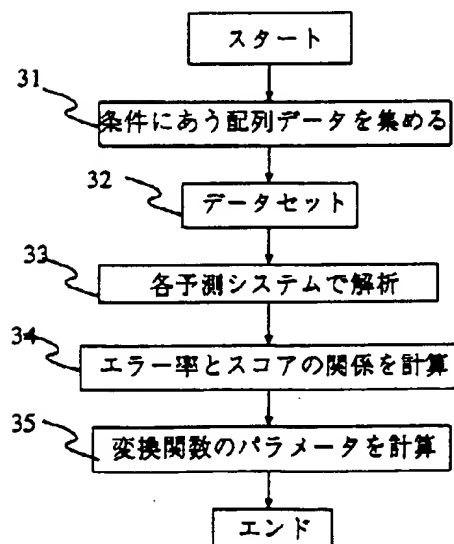 スタート
31
条件にあう配列データを集める
32
データセット
33
各予測システムで解析
34
エラー率とスコアの関係を計算
35
変換関数のパラメータを計算
エンド